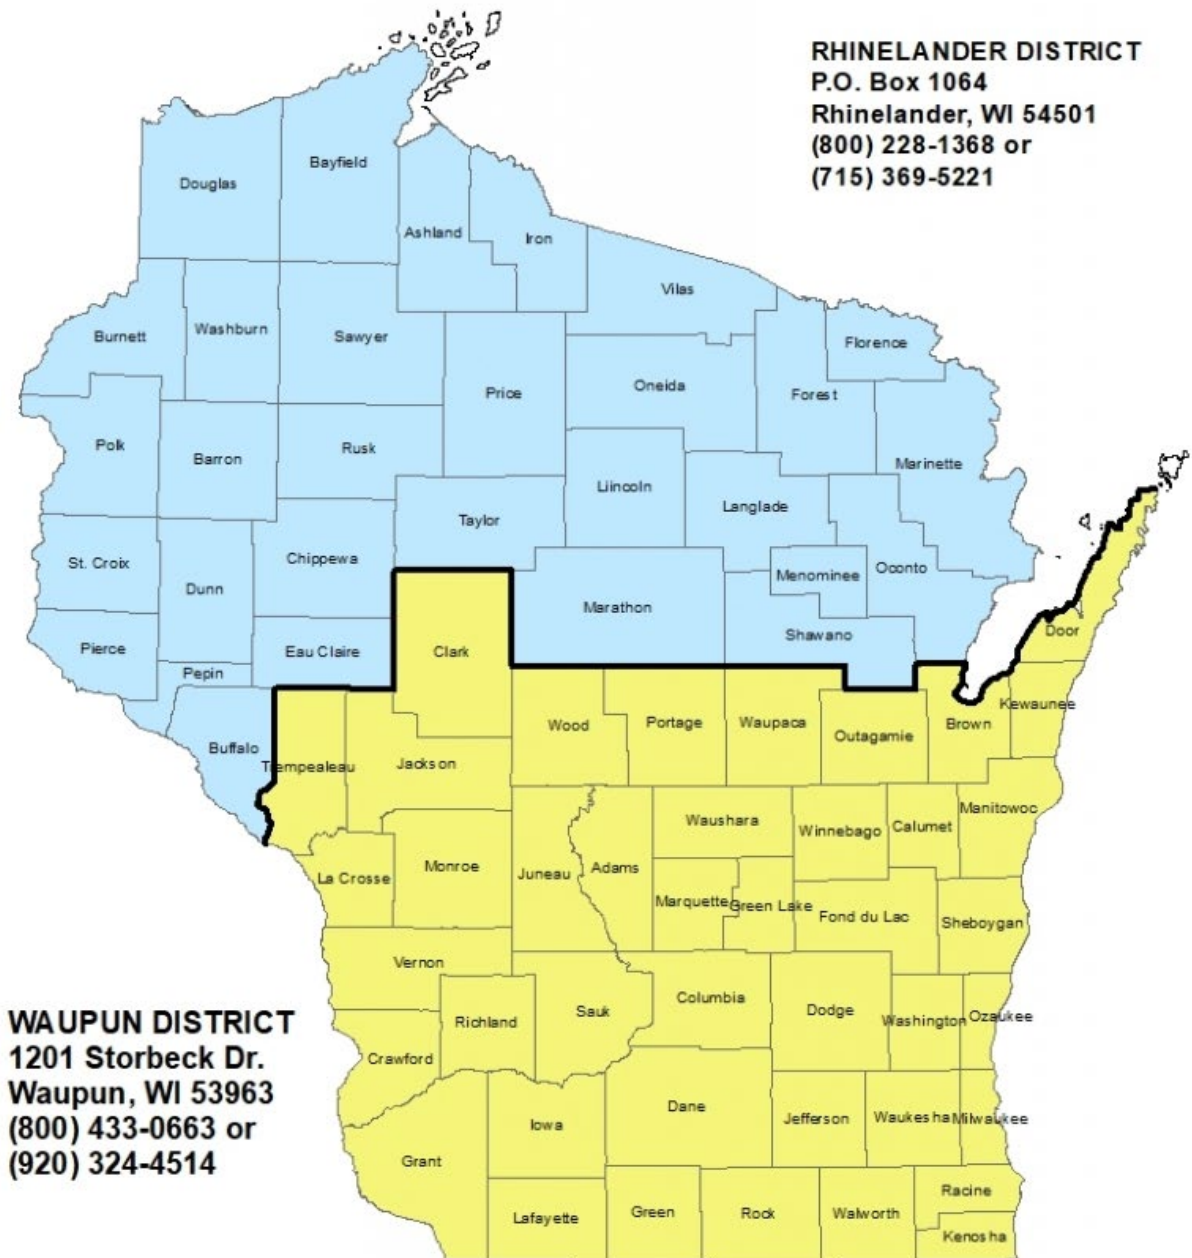 RHINELANDER DISTRICT
P.O. Box 1064
Rhinelander, WI 54501
(800) 228-1368 or
(715) 369-5221
Bayfield
Douglas
Ashland
Iron
Vilas
Burnett
Washburn
Sawyer
Florence
Price
Oneida
Forest
Polk
Barron
Rusk
Marinette
Liincoln
Langlade
Taylor
St. Croix
Chippewa
Dunn
Menominee
Oconto
Marathon
Door
Shawano
Pierce
Eau Claire
Clark
Pepin
Kewaunee
Wood
Portage
Waupaca
Outagamie
Brown
Buffalo
Trempealeau
Jackson
Waushara
Winnebago
Calumet
Manitowoc
Monroe
La Crosse
Juneau
Adams
Marquette
Green Lake
Fond du Lac
Sheboygan
Vernon
Columbia
Dodge
Washington
Ozaukee
Richland
Sauk
Crawford
WAUPUN DISTRICT
1201 Storbeck Dr.
Waupun, WI 53963
(800) 433-0663 or
(920) 324-4514
Dane
Iowa
Jefferson
Waukesha
Milwaukee
Grant
Lafayette
Green
Rock
Walworth
Racine
Kenosha